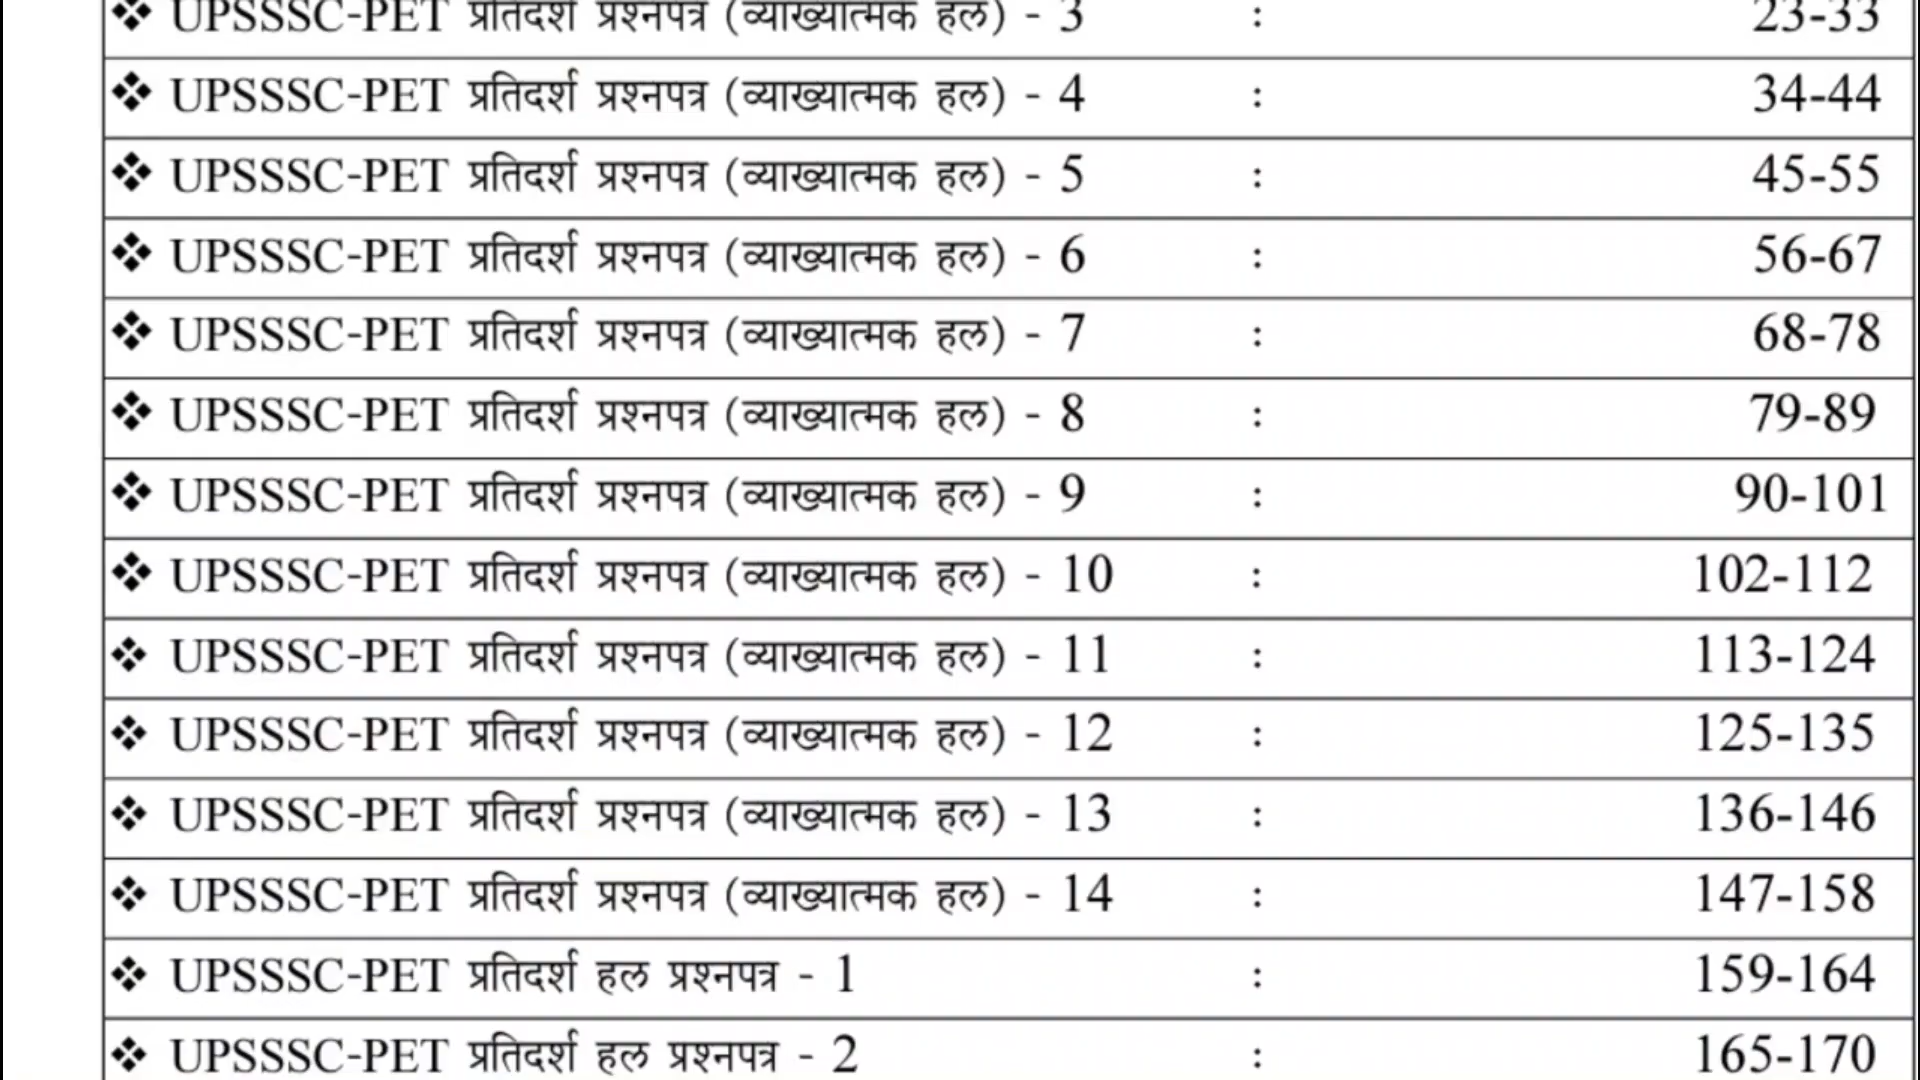 ❖ UPSSSC-PET प्रतिदर्श प्रश्नपत्र (व्याख्यात्मक हल) - 3 : 23-33
❖ UPSSSC-PET प्रतिदर्श प्रश्नपत्र (व्याख्यात्मक हल) - 4 : 34-44
❖ UPSSSC-PET प्रतिदर्श प्रश्नपत्र (व्याख्यात्मक हल) - 5 : 45-55
❖ UPSSSC-PET प्रतिदर्श प्रश्नपत्र (व्याख्यात्मक हल) - 6 : 56-67
❖ UPSSSC-PET प्रतिदर्श प्रश्नपत्र (व्याख्यात्मक हल) - 7 : 68-78
❖ UPSSSC-PET प्रतिदर्श प्रश्नपत्र (व्याख्यात्मक हल) - 8 : 79-89
❖ UPSSSC-PET प्रतिदर्श प्रश्नपत्र (व्याख्यात्मक हल) - 9 : 90-101
❖ UPSSSC-PET प्रतिदर्श प्रश्नपत्र (व्याख्यात्मक हल) - 10 : 102-112
❖ UPSSSC-PET प्रतिदर्श प्रश्नपत्र (व्याख्यात्मक हल) - 11 : 113-124
❖ UPSSSC-PET प्रतिदर्श प्रश्नपत्र (व्याख्यात्मक हल) - 12 : 125-135
❖ UPSSSC-PET प्रतिदर्श प्रश्नपत्र (व्याख्यात्मक हल) - 13 : 136-146
❖ UPSSSC-PET प्रतिदर्श प्रश्नपत्र (व्याख्यात्मक हल) - 14 : 147-158
❖ UPSSSC-PET प्रतिदर्श हल प्रश्नपत्र - 1 : 159-164
❖ UPSSSC-PET प्रतिदर्श हल प्रश्नपत्र - 2 : 165-170